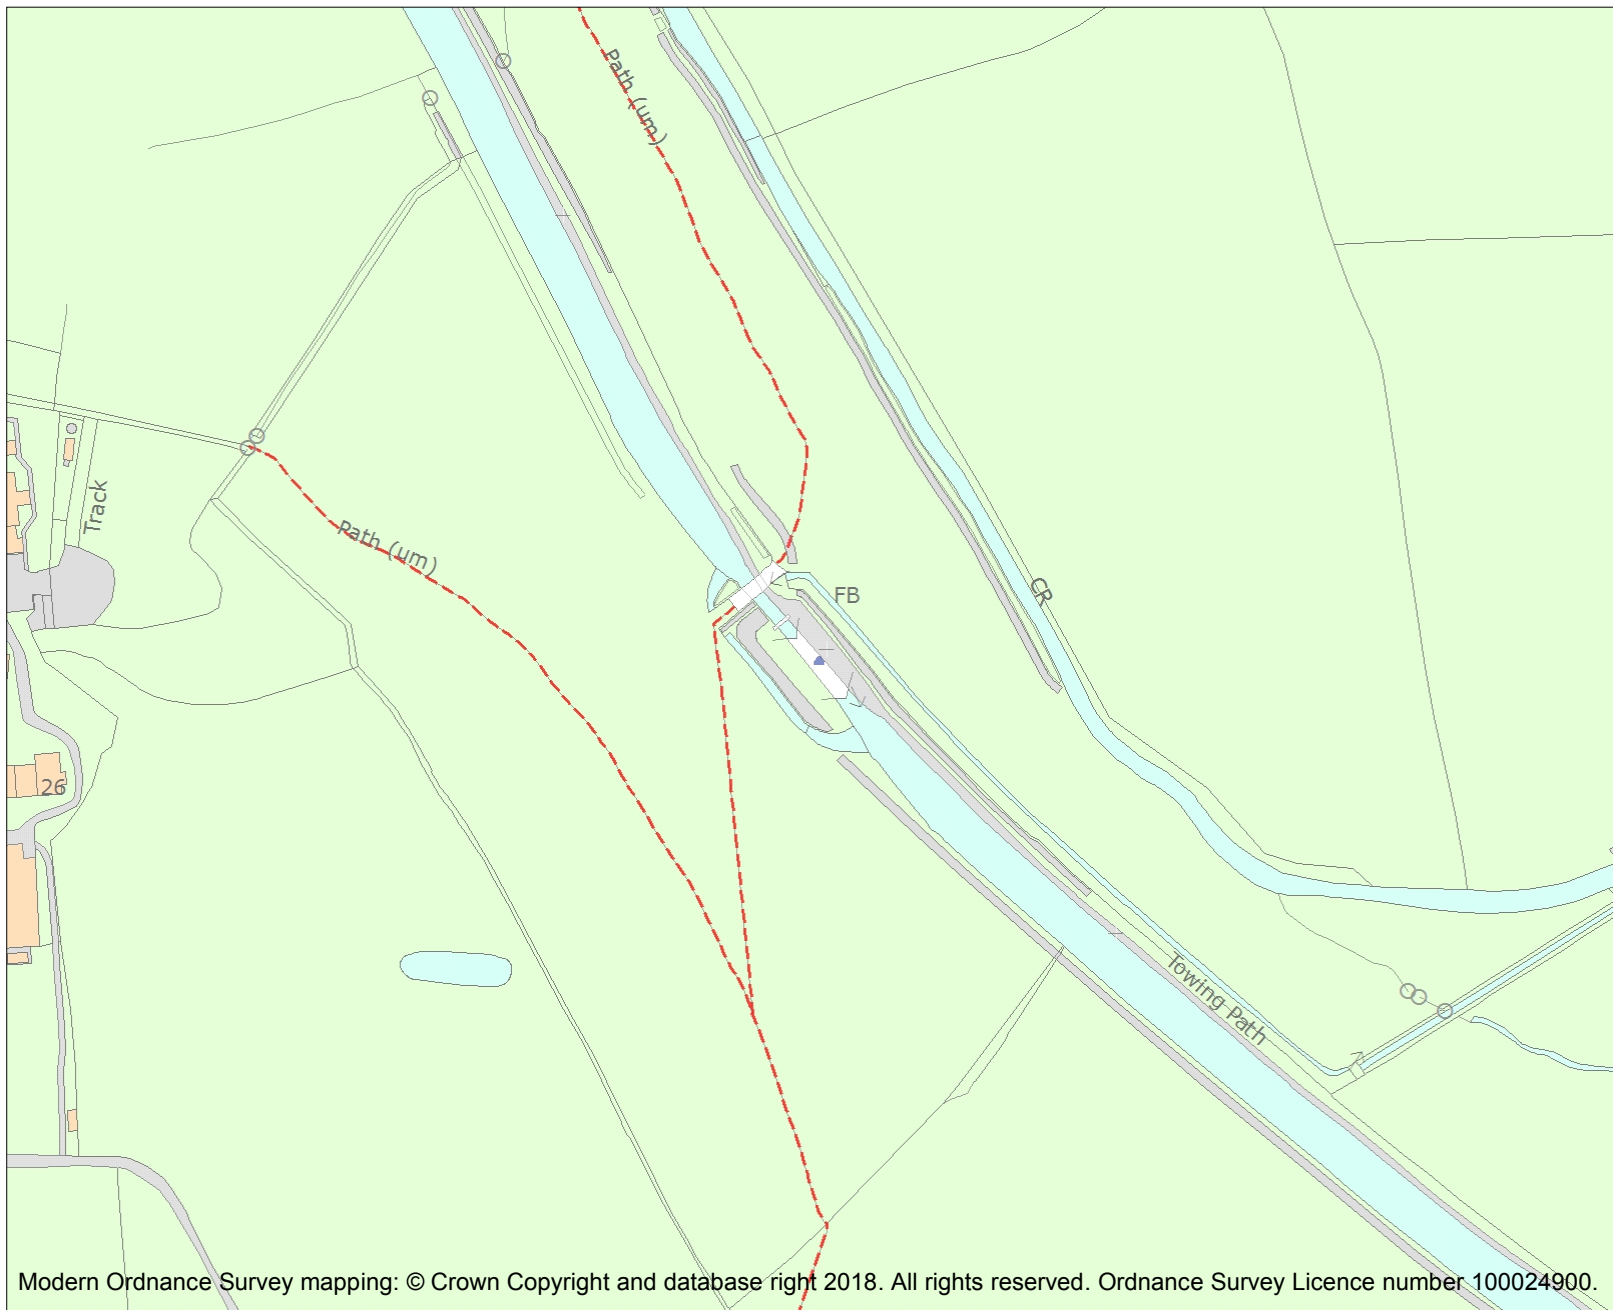 Path (um)
Track
Path (um)
FB
CR
26
Towing Path
Modern Ordnance Survey mapping: © Crown Copyright and database right 2018. All rights reserved. Ordnance Survey Licence number 100024900.